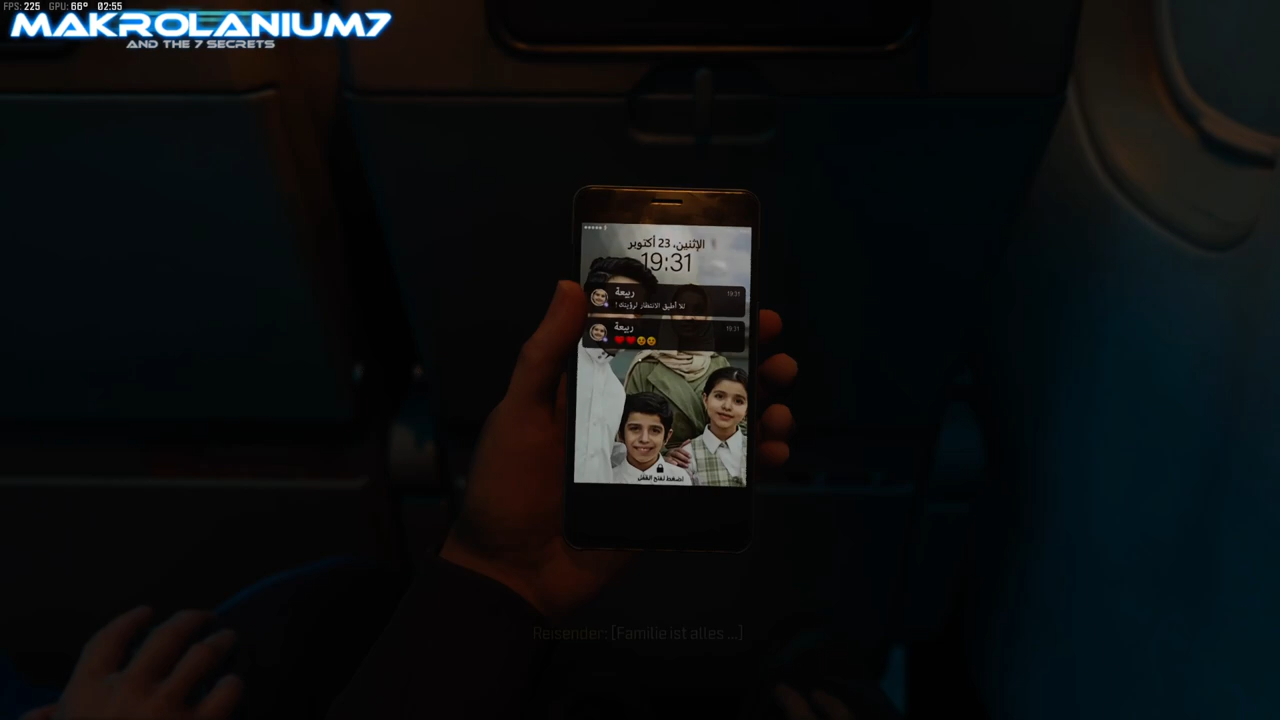 FPS: 225 GPU: 66° 02:55
MAKROLANIUM7
AND THE 7 SECRETS
الإثنين، 23 أكتوبر
19:31
ربيعة
19:31
لا أطيق الانتظار لرؤيتك !
ربيعة
19:31
اضغط لفتح القفل
Reisender: [Familie ist alles ...]